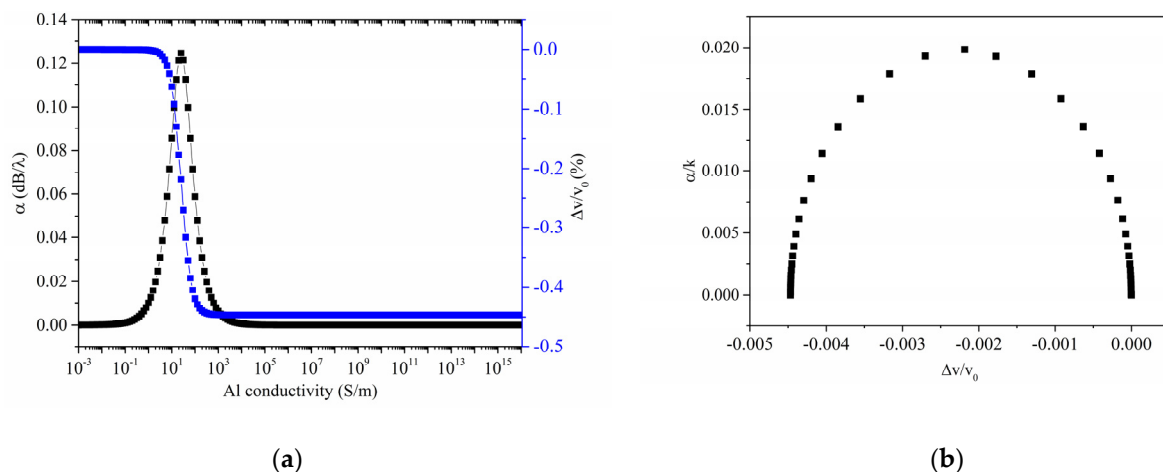 0.14
0.12
0.10
0.08
0.06
0.04
0.02
0.00
α (dB/λ)
0.0
-0.1
-0.2
-0.3
-0.4
-0.5
Δv/v₀ (%)
10⁻³ 10⁻¹ 10¹ 10³ 10⁵ 10⁷ 10⁹ 10¹¹ 10¹³ 10¹⁵
Al conductivity (S/m)
(a)
0.020
0.015
0.010
0.005
0.000
α/k
-0.005 -0.004 -0.003 -0.002 -0.001 0.000
Δv/v₀
(b)